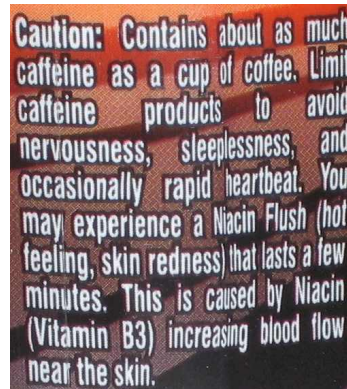 Caution: Contains about as much
caffeine as a cup of coffee. Limit
caffeine products to avoid
nervousness, sleeplessness, and
occasionally rapid heartbeat. You
may experience a Niacin Flush (hot
feeling, skin redness) that lasts a few
minutes. This is caused by Niacin
(Vitamin B3) increasing blood flow
near the skin.